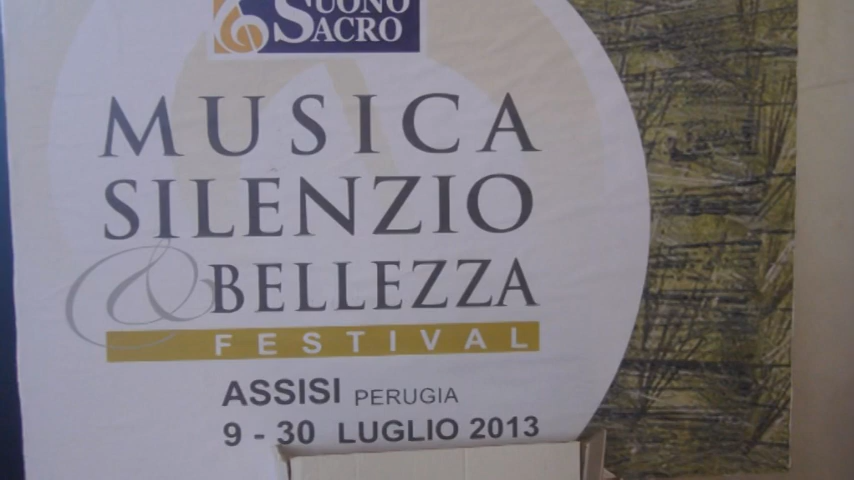 SUONO
SACRO
MUSICA
SILENZIO
& BELLEZZA
FESTIVAL
ASSISI PERUGIA
9 - 30 LUGLIO 2013